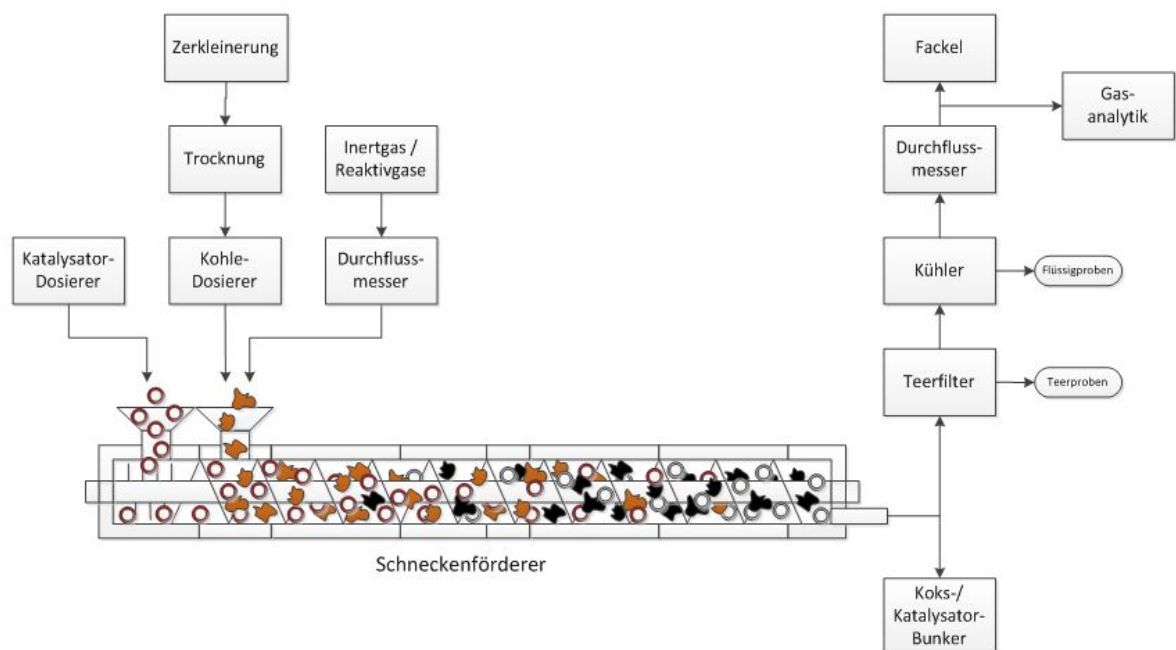 Zerkleinerung
Trocknung
Inertgas /
Reaktivgase
Katalysator-
Dosierer
Kohle-
Dosierer
Durchfluss-
messer
Schneckenförderer
Fackel
Gas-
analytik
Durchfluss-
messer
Kühler
Flüssigproben
Teerfilter
Teerproben
Koks-/
Katalysator-
Bunker